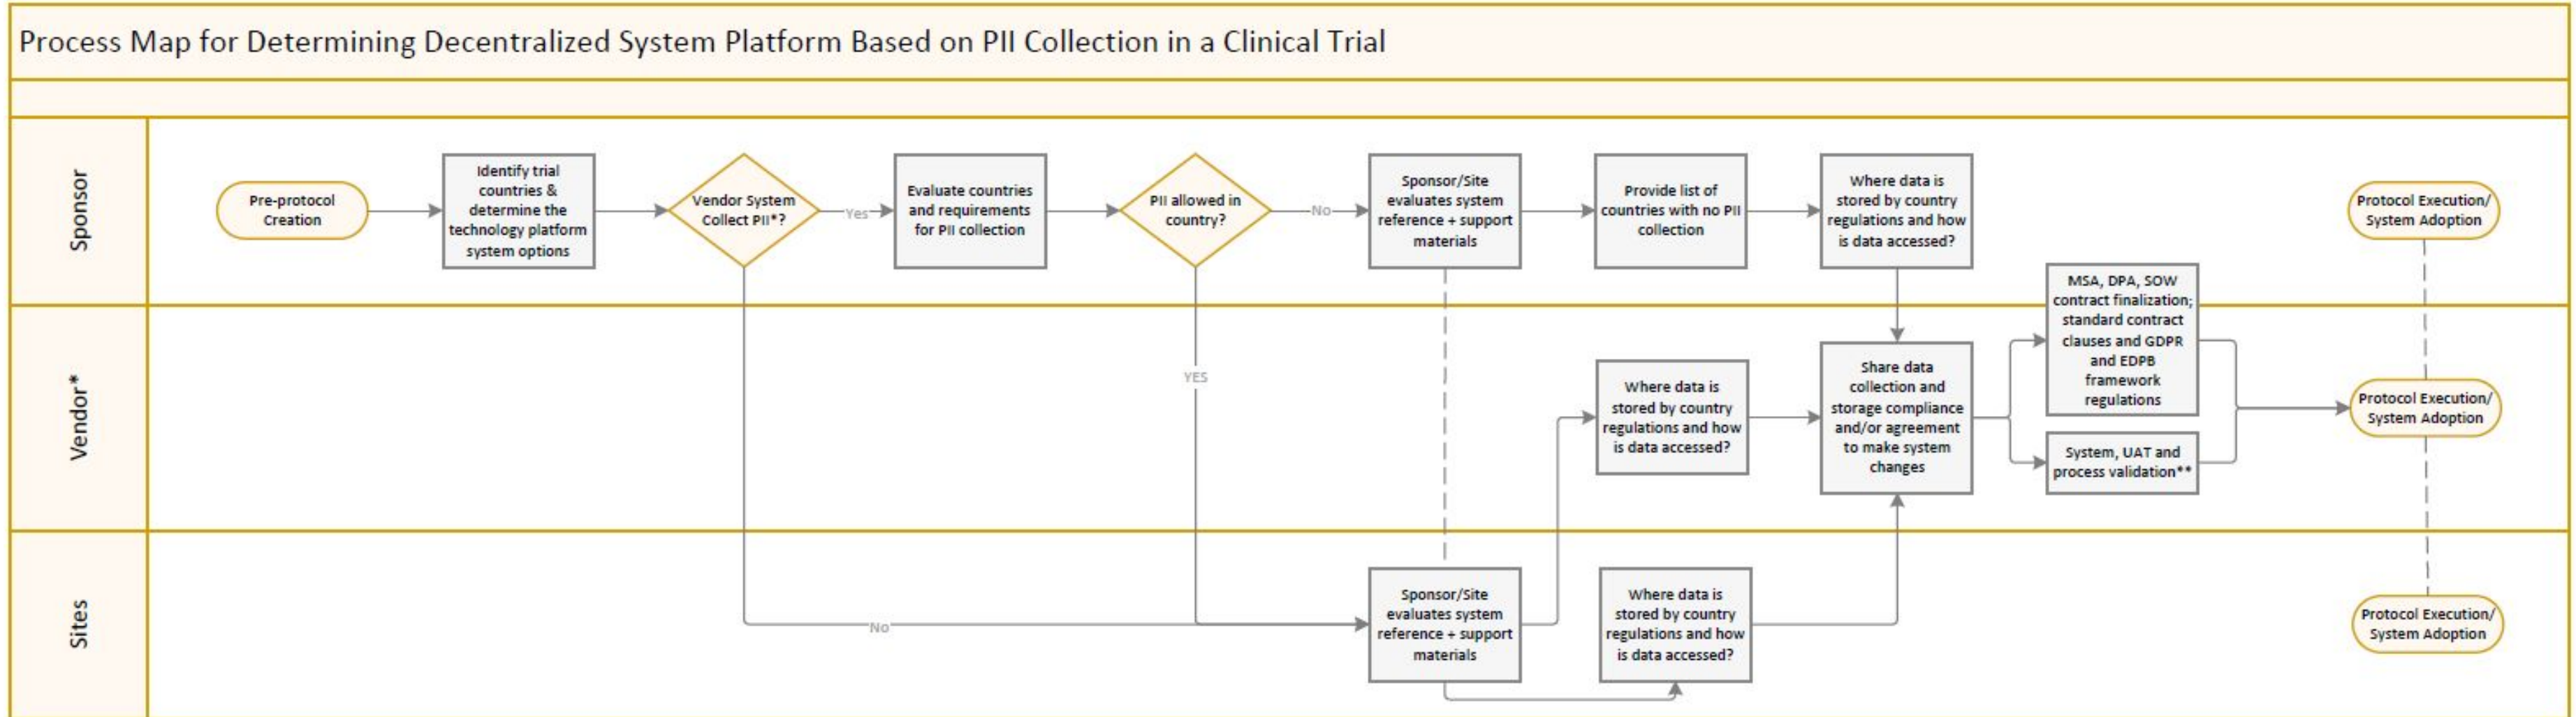 Process Map for Determining Decentralized System Platform Based on PII Collection in a Clinical Trial
Sponsor
Pre-protocol
Creation
Identify trial
countries &
determine the
technology platform
system options
Vendor System
Collect PII*?
Yes
Evaluate countries
and requirements
for PII collection
PII allowed in
country?
No
Sponsor/Site
evaluates system
reference + support
materials
Provide list of
countries with no PII
collection
Where data is
stored by country
regulations and how
is data accessed?
Protocol Execution/
System Adoption
Vendor*
YES
Where data is
stored by country
regulations and how
is data accessed?
Share data
collection and
storage compliance
and/or agreement
to make system
changes
MSA, DPA, SOW
contract finalization;
standard contract
clauses and GDPR
and EDPB
framework
regulations
System, UAT and
process validation**
Protocol Execution/
System Adoption
Sites
No
Sponsor/Site
evaluates system
reference + support
materials
Where data is
stored by country
regulations and how
is data accessed?
Protocol Execution/
System Adoption